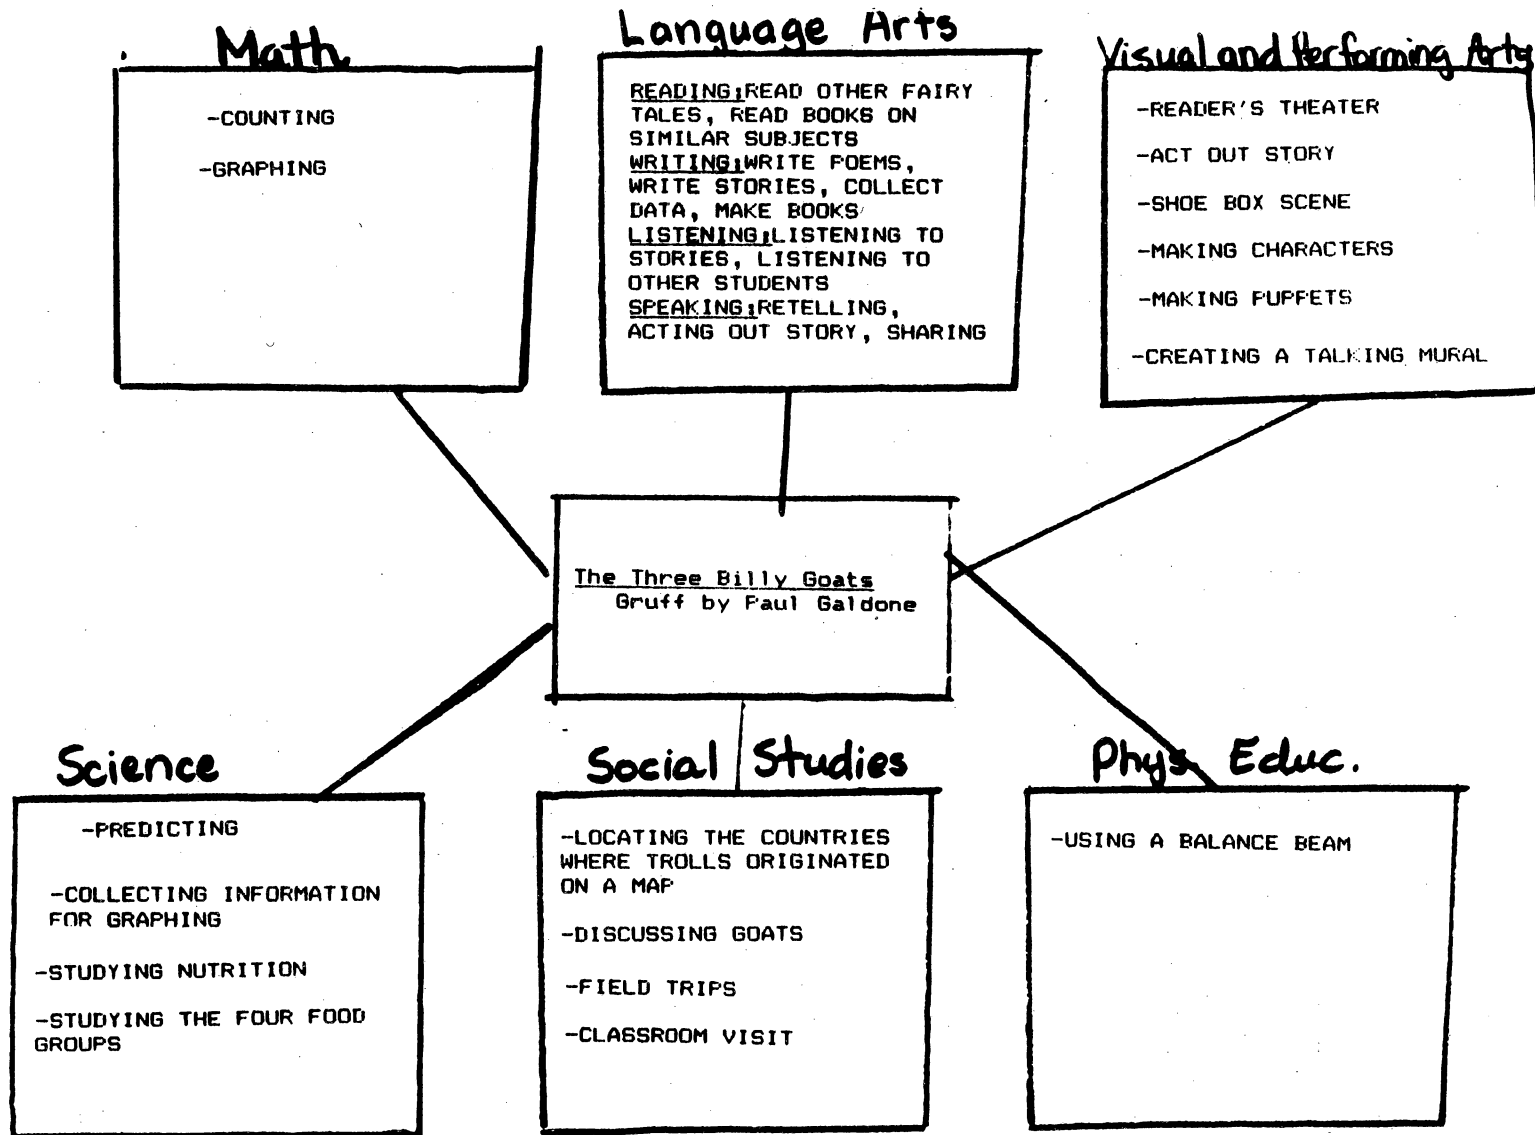 Math
-COUNTING
-GRAPHING
Language Arts
READING:READ OTHER FAIRY
TALES, READ BOOKS ON
SIMILAR SUBJECTS
WRITING:WRITE POEMS,
WRITE STORIES, COLLECT
DATA, MAKE BOOKS
LISTENING:LISTENING TO
STORIES, LISTENING TO
OTHER STUDENTS
SPEAKING:RETELLING,
ACTING OUT STORY, SHARING
Visual and Performing Arts
-READER'S THEATER
-ACT OUT STORY
-SHOE BOX SCENE
-MAKING CHARACTERS
-MAKING PUPPETS
-CREATING A TALKING MURAL
The Three Billy Goats
Gruff by Paul Galdone
Science
-PREDICTING
-COLLECTING INFORMATION
FOR GRAPHING
-STUDYING NUTRITION
-STUDYING THE FOUR FOOD
GROUPS
Social Studies
-LOCATING THE COUNTRIES
WHERE TROLLS ORIGINATED
ON A MAP
-DISCUSSING GOATS
-FIELD TRIPS
-CLASSROOM VISIT
Phys. Educ.
-USING A BALANCE BEAM